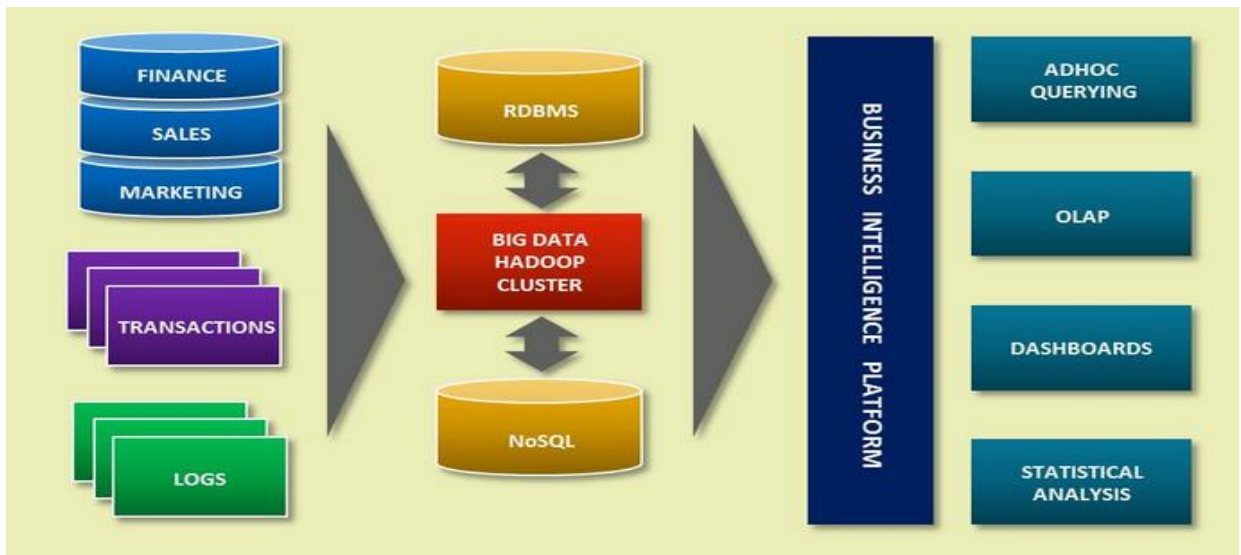 FINANCE
SALES
MARKETING
TRANSACTIONS
LOGS
RDBMS
BIG DATA
HADOOP
CLUSTER
NoSQL
BUSINESS INTELLIGENCE PLATFORM
ADHOC
QUERYING
OLAP
DASHBOARDS
STATISTICAL
ANALYSIS